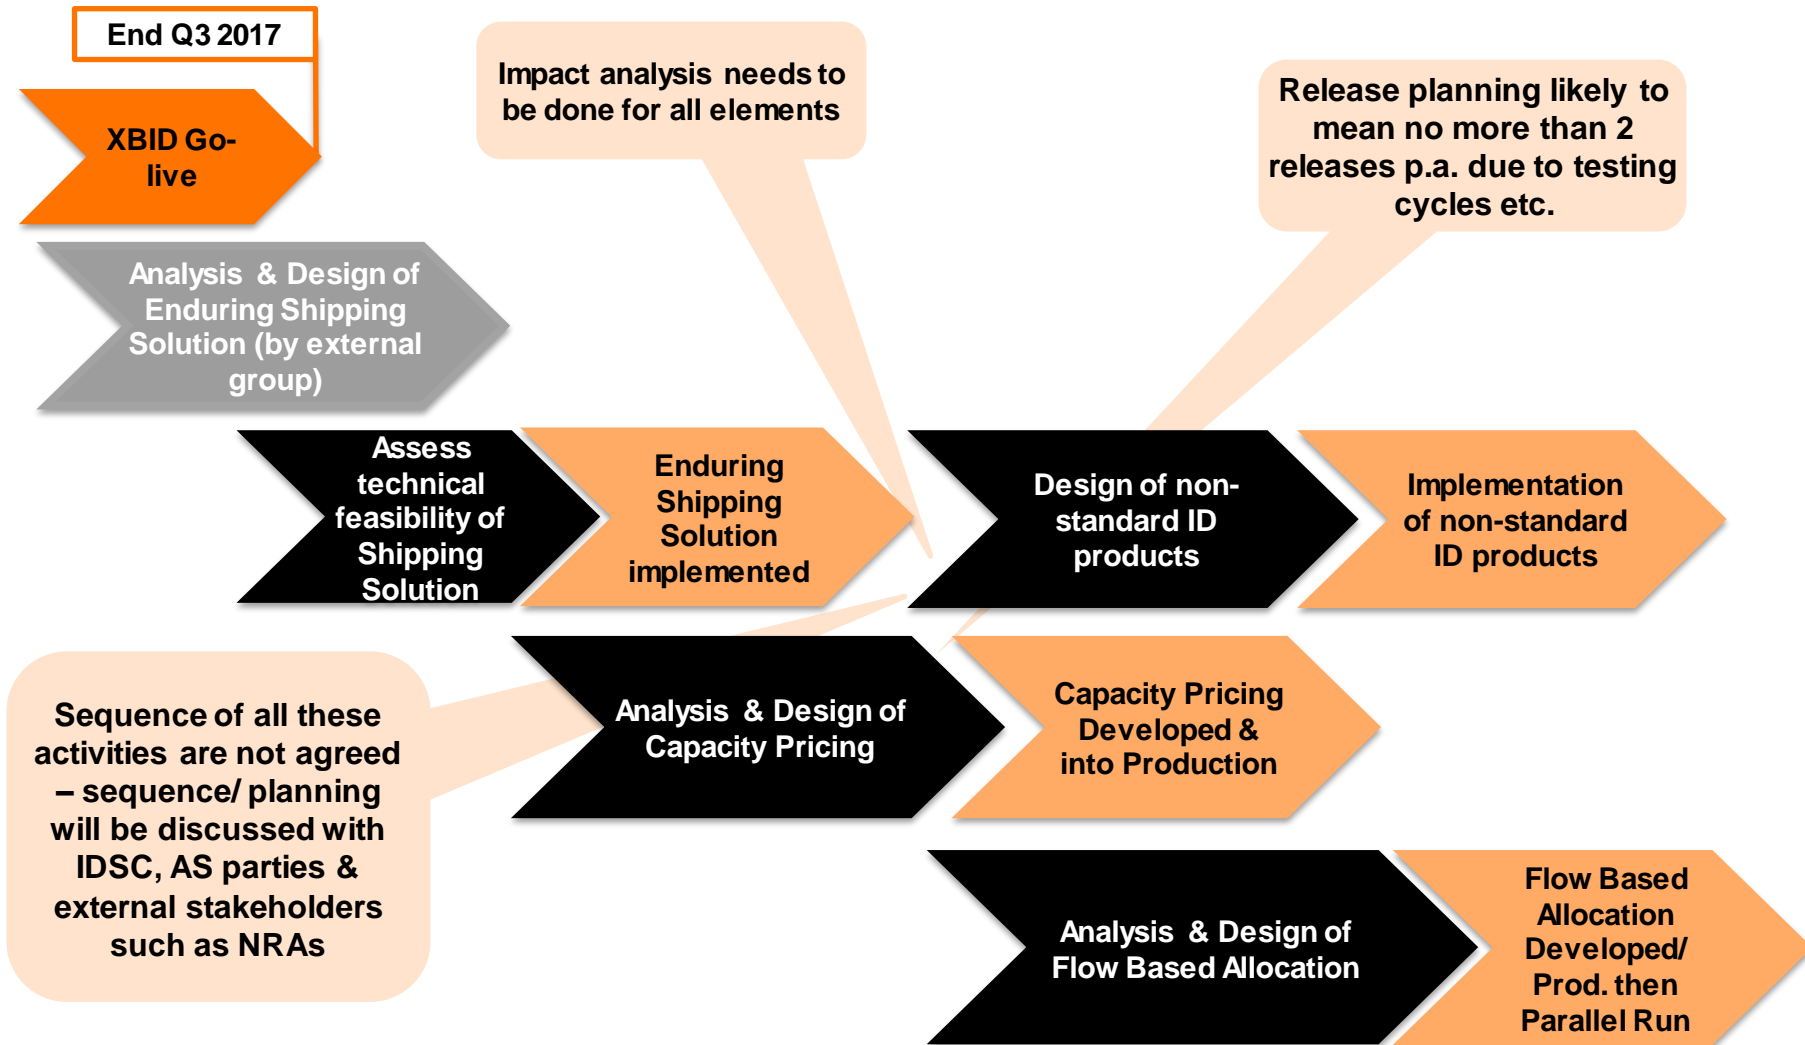 End Q3 2017
XBID Go-
live
Impact analysis needs to
be done for all elements
Release planning likely to
mean no more than 2
releases p.a. due to testing
cycles etc.
Analysis & Design of
Enduring Shipping
Solution (by external
group)
Assess
technical
feasibility of
Shipping
Solution
Enduring
Shipping
Solution
implemented
Design of non-
standard ID
products
Implementation
of non-standard
ID products
Sequence of all these
activities are not agreed
– sequence/ planning
will be discussed with
IDSC, AS parties &
external stakeholders
such as NRAs
Analysis & Design of
Capacity Pricing
Capacity Pricing
Developed &
into Production
Analysis & Design of
Flow Based Allocation
Flow Based
Allocation
Developed/
Prod. then
Parallel Run